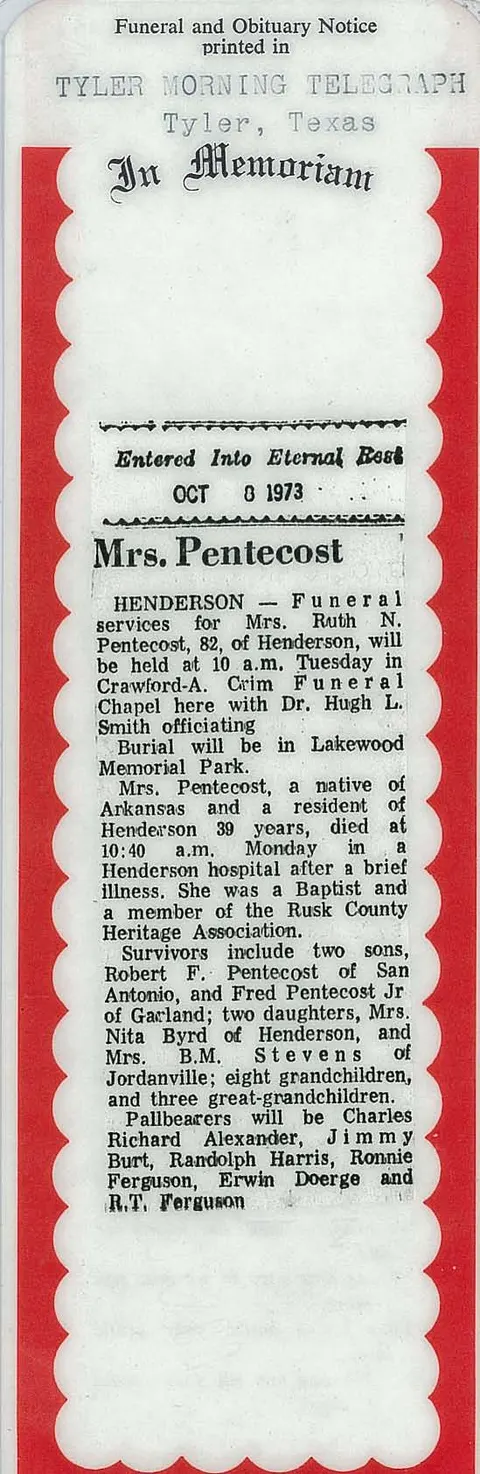 Funeral and Obituary Notice
printed in
TYLER MORNING TELEGRAPH
Tyler, Texas
In Memoriam
Entered Into Eternal Rest
OCT 8 1973
Mrs. Pentecost
HENDERSON — Funeral
services for Mrs. Ruth N.
Pentecost, 82, of Henderson, will
be held at 10 a.m. Tuesday in
Crawford-A. Crim Funeral
Chapel here with Dr. Hugh L.
Smith officiating
Burial will be in Lakewood
Memorial Park.
Mrs. Pentecost, a native of
Arkansas and a resident of
Henderson 39 years, died at
10:40 a.m. Monday in a
Henderson hospital after a brief
illness. She was a Baptist and
a member of the Rusk County
Heritage Association.
Survivors include two sons,
Robert F. Pentecost of San
Antonio, and Fred Pentecost Jr
of Garland; two daughters, Mrs.
Nita Byrd of Henderson, and
Mrs. B.M. Stevens of
Jordanville; eight grandchildren,
and three great-grandchildren.
Pallbearers will be Charles
Richard Alexander, Jimmy
Burt, Randolph Harris, Ronnie
Ferguson, Erwin Doerge and
R.T. Ferguson